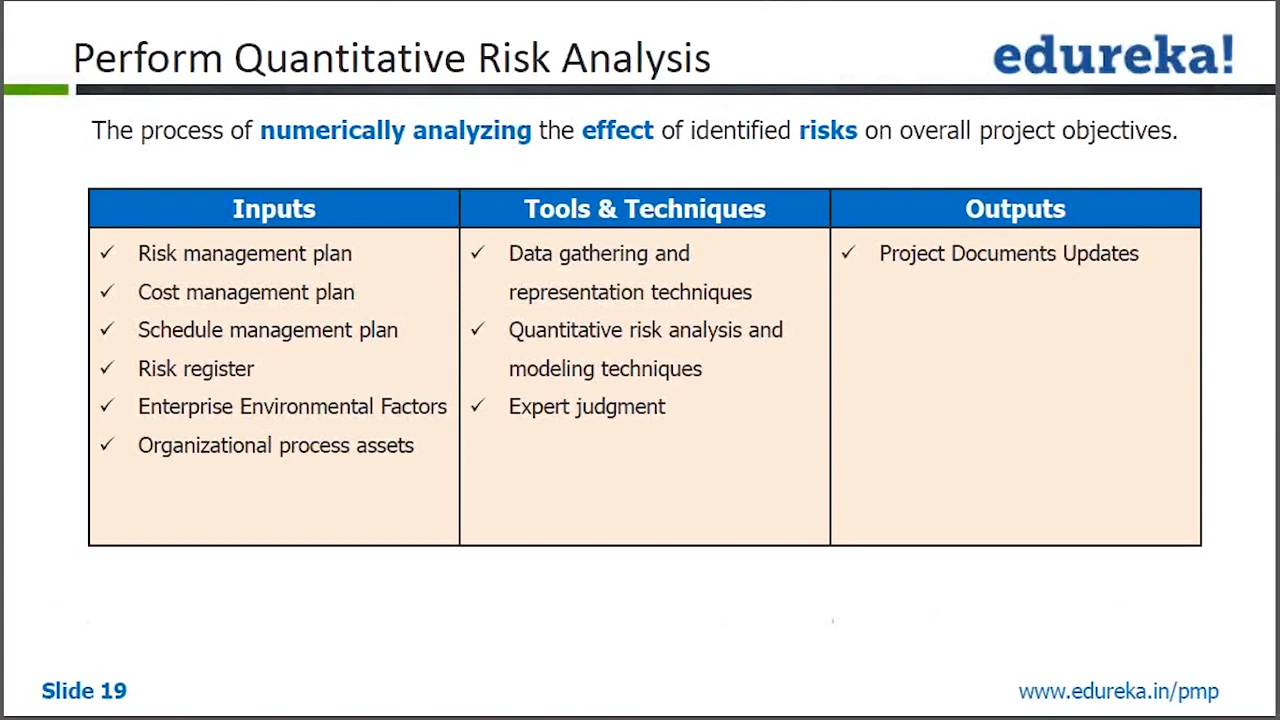 Perform Quantitative Risk Analysis
edureka!
The process of numerically analyzing the effect of identified risks on overall project objectives.
Inputs
✓ Risk management plan
✓ Cost management plan
✓ Schedule management plan
✓ Risk register
✓ Enterprise Environmental Factors
✓ Organizational process assets
Tools & Techniques
✓ Data gathering and
representation techniques
✓ Quantitative risk analysis and
modeling techniques
✓ Expert judgment
Outputs
✓ Project Documents Updates
Slide 19
www.edureka.in/pmp